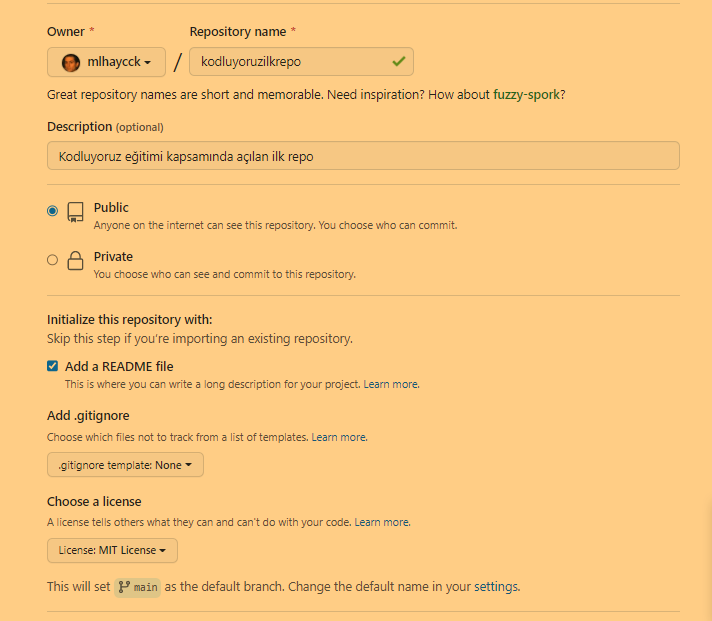 Owner *
Repository name *
mlhaycck / kodluyoruzilkrepo
Great repository names are short and memorable. Need inspiration? How about fuzzy-spork?
Description (optional)
Kodluyoruz eğitimi kapsamında açılan ilk repo
Public
Anyone on the internet can see this repository. You choose who can commit.
Private
You choose who can see and commit to this repository.
Initialize this repository with:
Skip this step if you're importing an existing repository.
Add a README file
This is where you can write a long description for your project. Learn more.
Add .gitignore
Choose which files not to track from a list of templates. Learn more.
.gitignore template: None
Choose a license
A license tells others what they can and can't do with your code. Learn more.
License: MIT License
This will set main as the default branch. Change the default name in your settings.